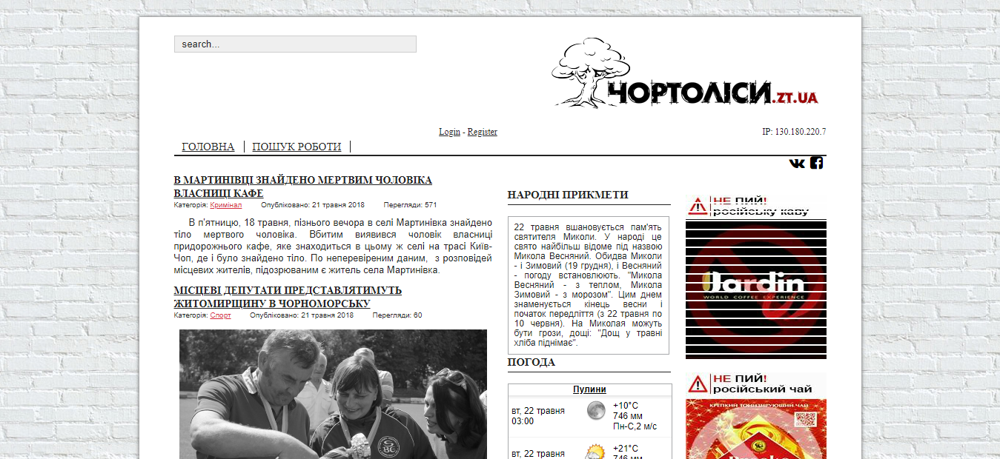 search...
ЧОРТОЛІСИ.ZT.UA
Login - Register
IP: 130.180.220.7
ГОЛОВНА
ПОШУК РОБОТИ
В МАРТИНІВЦІ ЗНАЙДЕНО МЕРТВИМ ЧОЛОВІКА
ВЛАСНИЦІ КАФЕ
Категорія: Кримінал Опубліковано: 21 травня 2018 Перегляди: 571
В п'ятницю, 18 травня, пізнього вечора в селі Мартинівка знайдено
тіло мертвого чоловіка. Вбитим виявився чоловік власниці
придорожнього кафе, яке знаходиться в цьому ж селі на трасі Київ-
Чоп, де і було знайдено тіло. По неперевіреним даним, з розповідей
місцевих жителів, підозрюваним є житель села Мартинівка.
МІСЦЕВІ ДЕПУТАТИ ПРЕДСТАВЛЯТИМУТЬ
ЖИТОМИРЩИНУ В ЧОРНОМОРСЬКУ
Категорія: Спорт Опубліковано: 21 травня 2018 Перегляди: 60
НАРОДНІ ПРИКМЕТИ
22 травня вшановується пам'ять
святителя Миколи. У народі це
свято найбільш відоме під назвою
Микола Весняний. Обидва Миколи
- і Зимовий (19 грудня), і Весняний
- погоду встановлюють. "Микола
Весняний - з теплом, Микола
Зимовий - з морозом". Цим днем
знаменується кінець весни і
початок передліття (з 22 травня по
10 червня). На Миколая можуть
бути грози, дощі: "Дощ у травні
хліба піднімає".
ПОГОДА
Пулини
вт, 22 травня
03:00
+10°C
746 мм
Пн-С,2 м/с
вт, 22 травня
+21°C
746 мм
НЕ ПИЙ!
російську каву
Jardin
WORLD COFFEE EXPERIENCE
НЕ ПИЙ!
російський чай
КРЕПКИЙ ТОНИЗИРУЮЩИЙ ЧАЙ